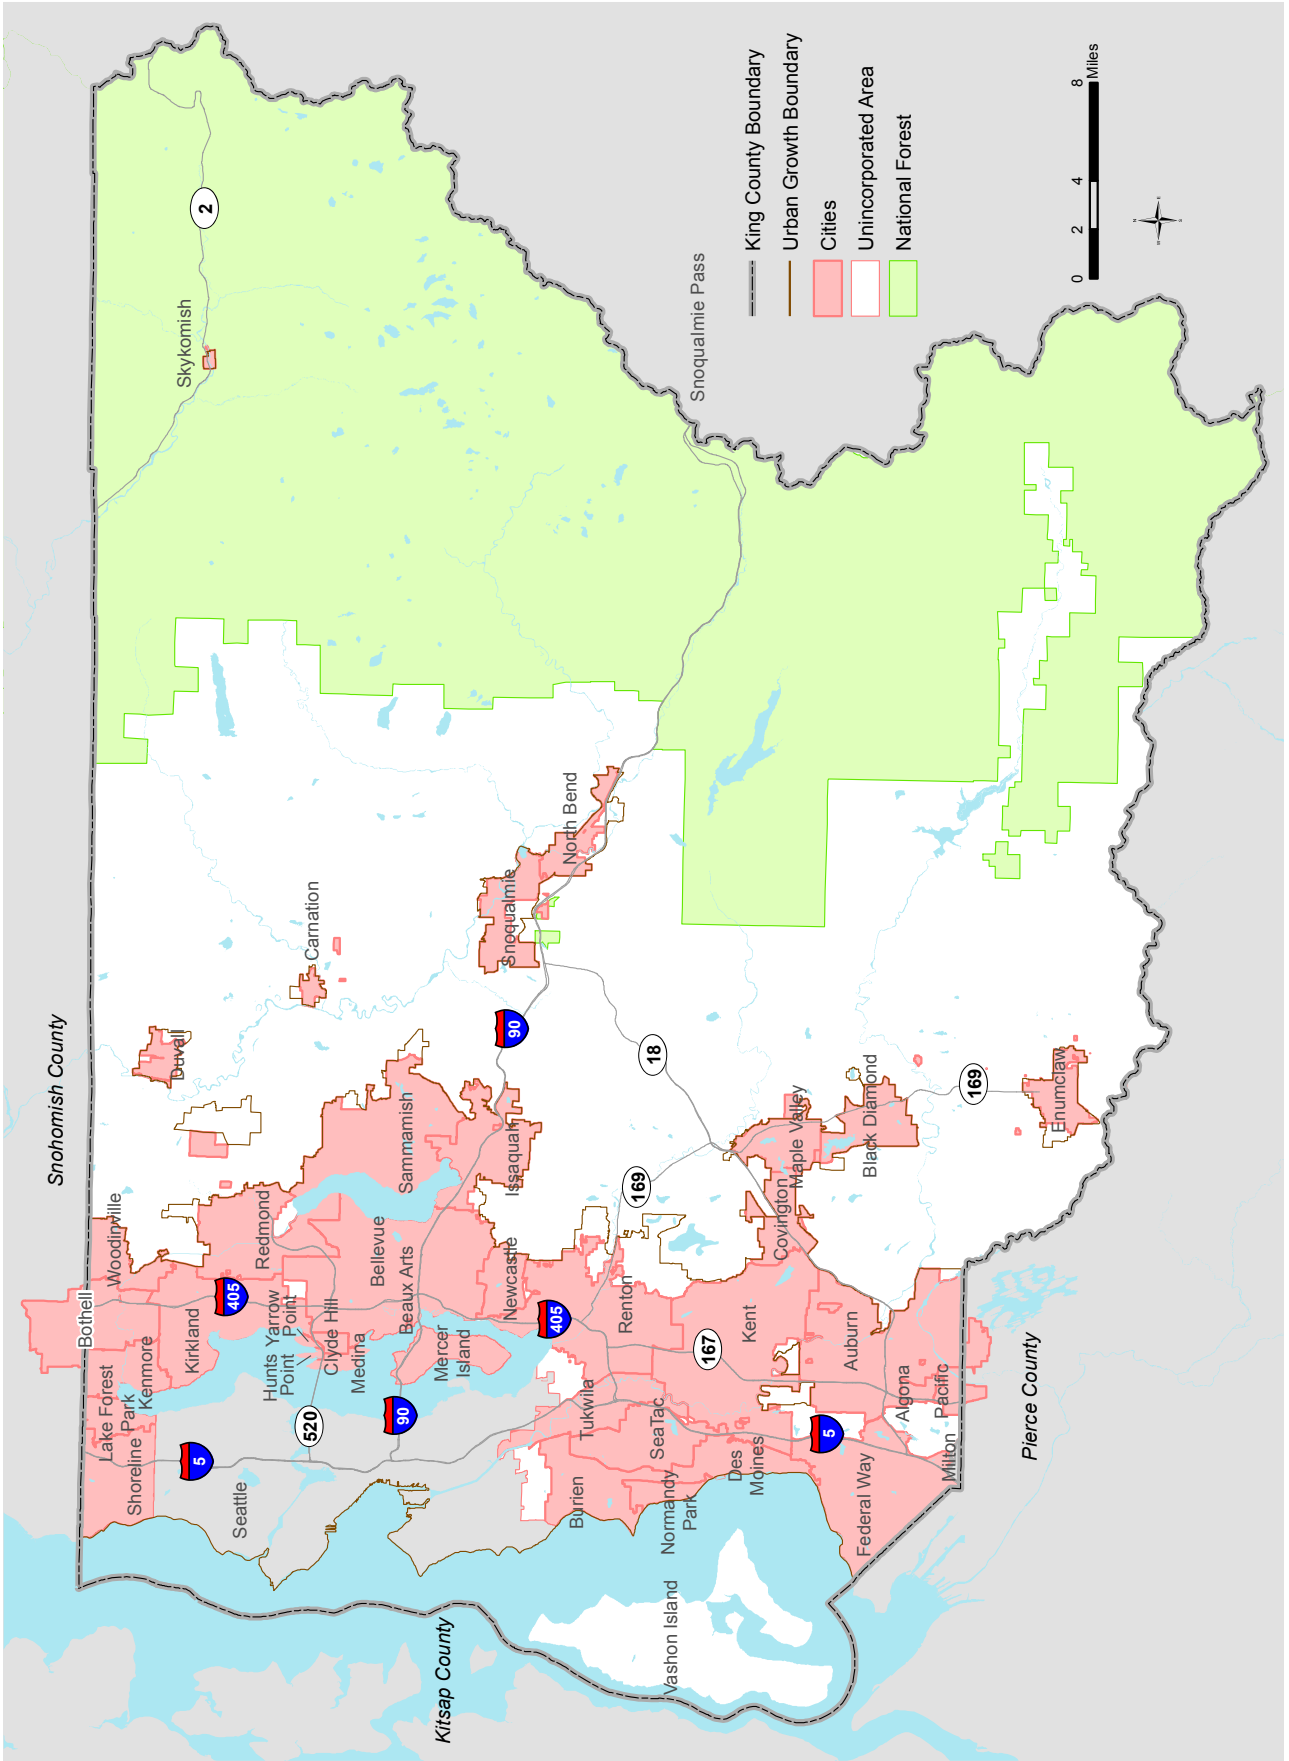 Snohomish County
Bothell
Woodinville
Duvall
Skykomish
2
Lake Forest
Park
Kenmore
Shoreline
Kirkland
405
Redmond
Carnation
5
Seattle
Hunts
Point
Yarrow
Point
Clyde Hill
Medina
520
Bellevue
Beaux Arts
Sammamish
90
Mercer
Island
Newcastle
Issaquah
90
Snoqualmie
North Bend
Snoqualmie Pass
Kitsap County
405
Renton
169
18
Tukwila
Burien
SeaTac
Normandy
Park
Des
Moines
167
Kent
Covington
Maple Valley
Black Diamond
Vashon Island
5
Federal Way
Auburn
Algona
Pacific
Milton
169
Enumclaw
Pierce County
King County Boundary
Urban Growth Boundary
Cities
Unincorporated Area
National Forest
0 2 4 8
Miles
N
W E
S